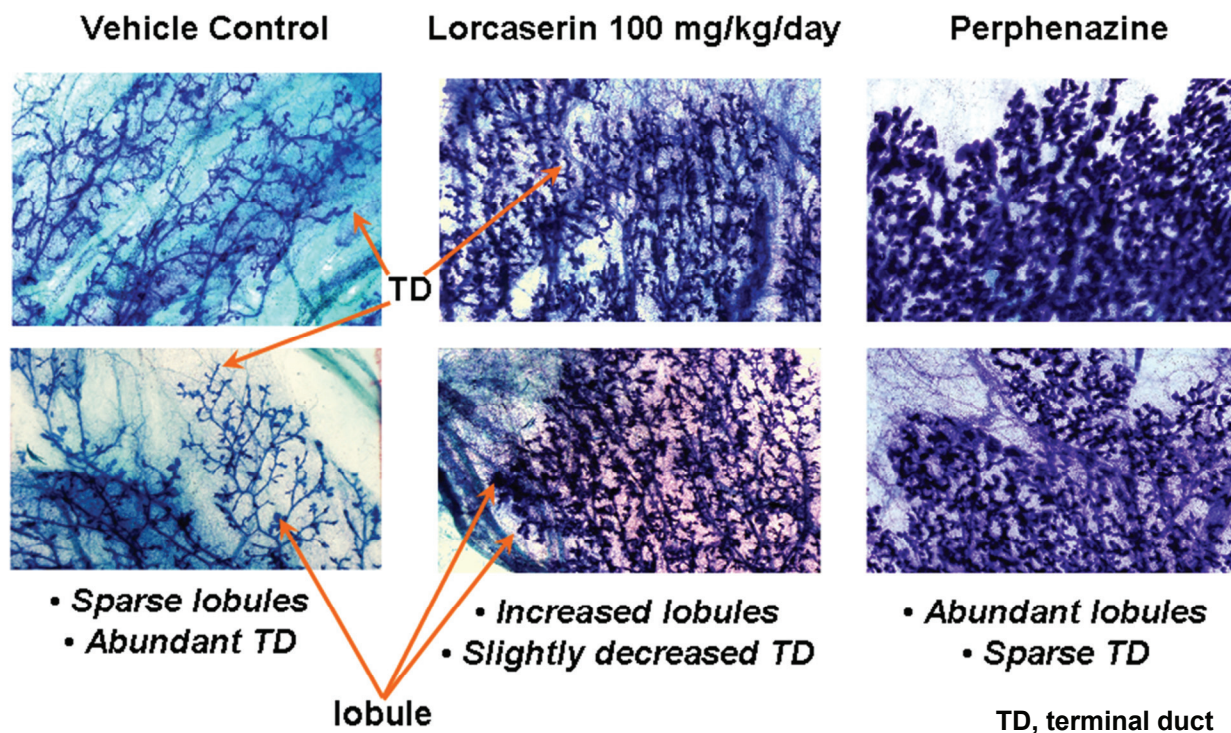 Vehicle Control
Lorcaserin 100 mg/kg/day
Perphenazine
TD
• Sparse lobules
• Abundant TD
• Increased lobules
• Slightly decreased TD
• Abundant lobules
• Sparse TD
lobule
TD, terminal duct